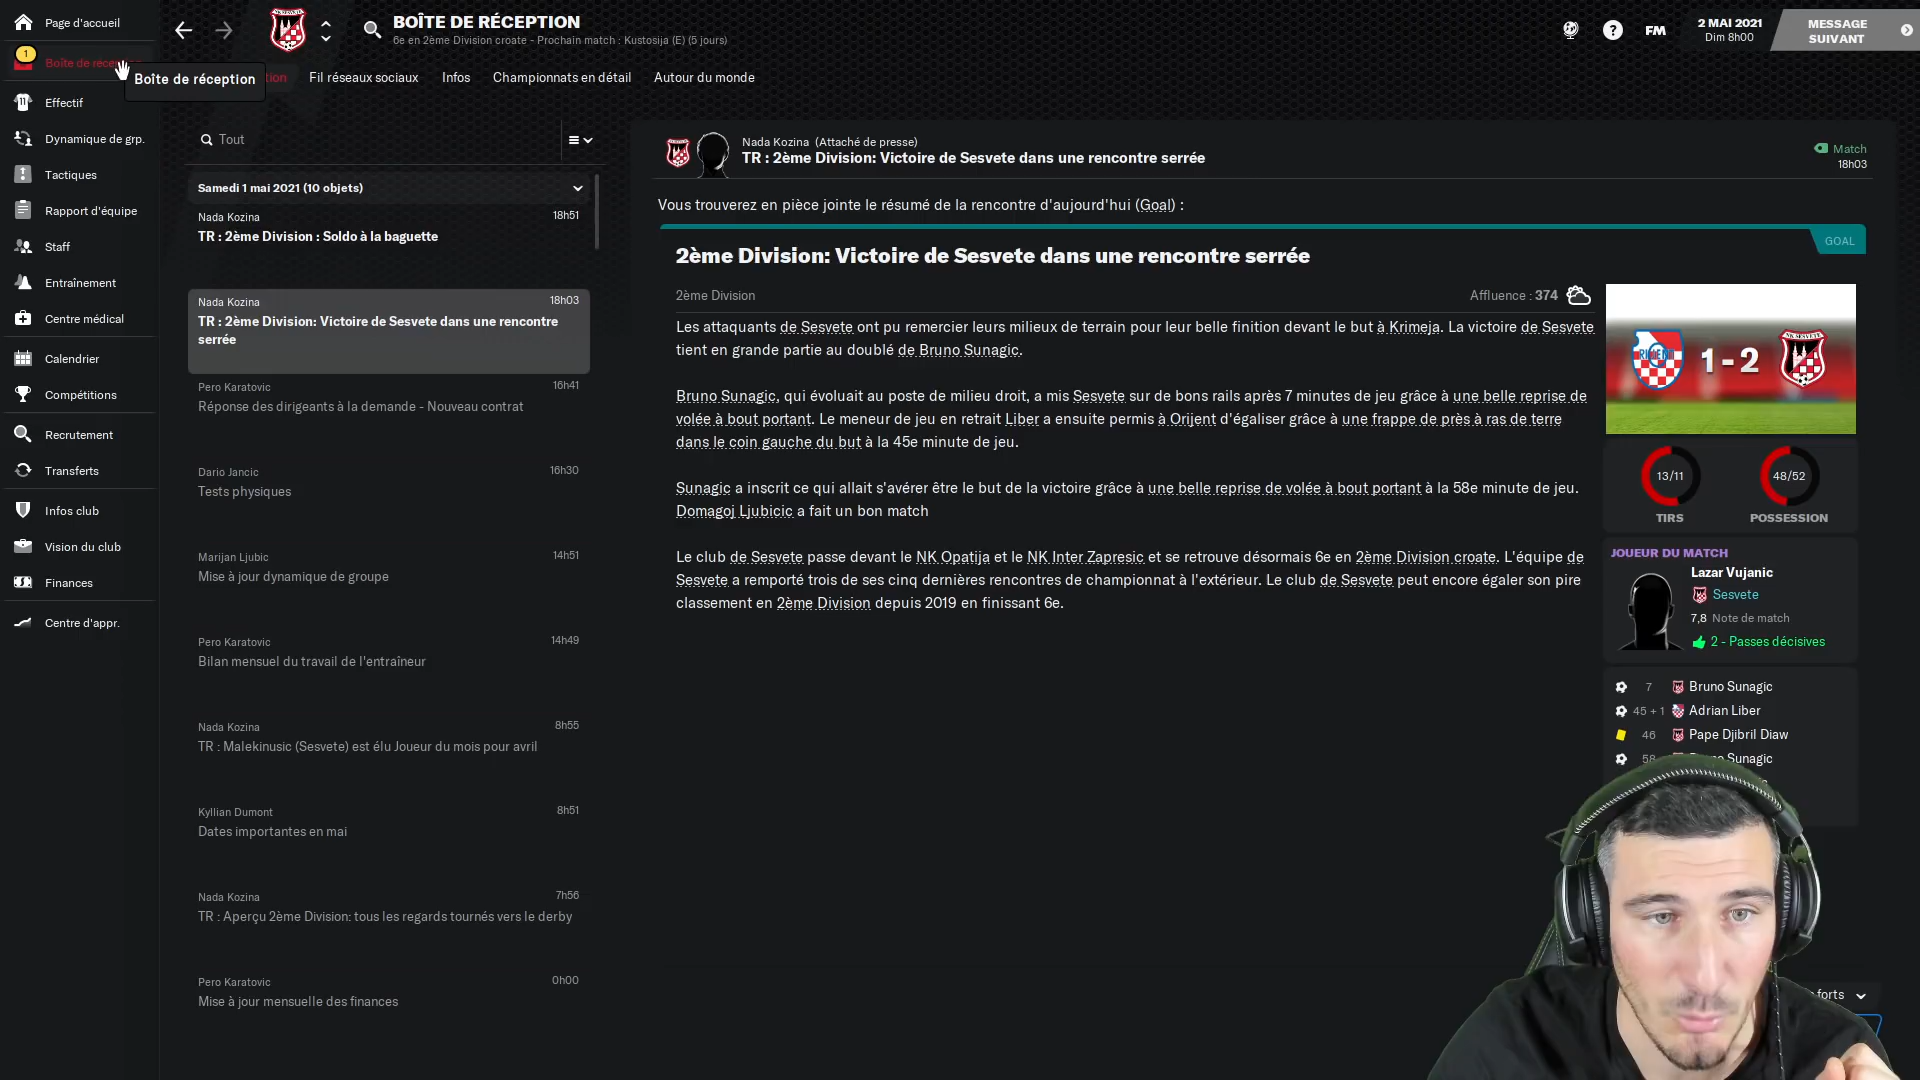 Page d'accueil
1
Boîte de réception
Effectif
Dynamique de grp.
Tactiques
Rapport d'équipe
Staff
Entraînement
Centre médical
Calendrier
Compétitions
Recrutement
Transferts
Infos club
Vision du club
Finances
Centre d'appr.
BOÎTE DE RÉCEPTION
6e en 2ème Division croate - Prochain match : Kustosija (E) (5 jours)
FM
2 MAI 2021
Dim 8h00
MESSAGE
SUIVANT
Fil réseaux sociaux
Infos
Championnats en détail
Autour du monde
Tout
Samedi 1 mai 2021 (10 objets)
Nada Kozina 18h51
TR : 2ème Division : Soldo à la baguette
Nada Kozina 18h03
TR : 2ème Division: Victoire de Sesvete dans une rencontre
serrée
Pero Karatovic 16h41
Réponse des dirigeants à la demande - Nouveau contrat
Dario Jancic 16h30
Tests physiques
Marijan Ljubic 14h51
Mise à jour dynamique de groupe
Pero Karatovic 14h49
Bilan mensuel du travail de l'entraîneur
Nada Kozina 8h55
TR : Malekinusic (Sesvete) est élu Joueur du mois pour avril
Kyllian Dumont 8h51
Dates importantes en mai
Nada Kozina 7h56
TR : Aperçu 2ème Division: tous les regards tournés vers le derby
Pero Karatovic 0h00
Mise à jour mensuelle des finances
Nada Kozina (Attaché de presse)
TR : 2ème Division: Victoire de Sesvete dans une rencontre serrée
Match
18h03
Vous trouverez en pièce jointe le résumé de la rencontre d'aujourd'hui (Goal) :
GOAL
2ème Division: Victoire de Sesvete dans une rencontre serrée
2ème Division Affluence : 374
Les attaquants de Sesvete ont pu remercier leurs milieux de terrain pour leur belle finition devant le but à Krimeja. La victoire de Sesvete
tient en grande partie au doublé de Bruno Sunagic.
Bruno Sunagic, qui évoluait au poste de milieu droit, a mis Sesvete sur de bons rails après 7 minutes de jeu grâce à une belle reprise de
volée à bout portant. Le meneur de jeu en retrait Liber a ensuite permis à Orijent d'égaliser grâce à une frappe de près à ras de terre
dans le coin gauche du but à la 45e minute de jeu.
Sunagic a inscrit ce qui allait s'avérer être le but de la victoire grâce à une belle reprise de volée à bout portant à la 58e minute de jeu.
Domagoj Ljubicic a fait un bon match
Le club de Sesvete passe devant le NK Opatija et le NK Inter Zapresic et se retrouve désormais 6e en 2ème Division croate. L'équipe de
Sesvete a remporté trois de ses cinq dernières rencontres de championnat à l'extérieur. Le club de Sesvete peut encore égaler son pire
classement en 2ème Division depuis 2019 en finissant 6e.
1 - 2
13/11
TIRS
48/52
POSSESSION
JOUEUR DU MATCH
Lazar Vujanic
Sesvete
7,8 Note de match
2 - Passes décisives
7 Bruno Sunagic
45 + 1 Adrian Liber
46 Pape Djibril Diaw
58 Sunagic
forts